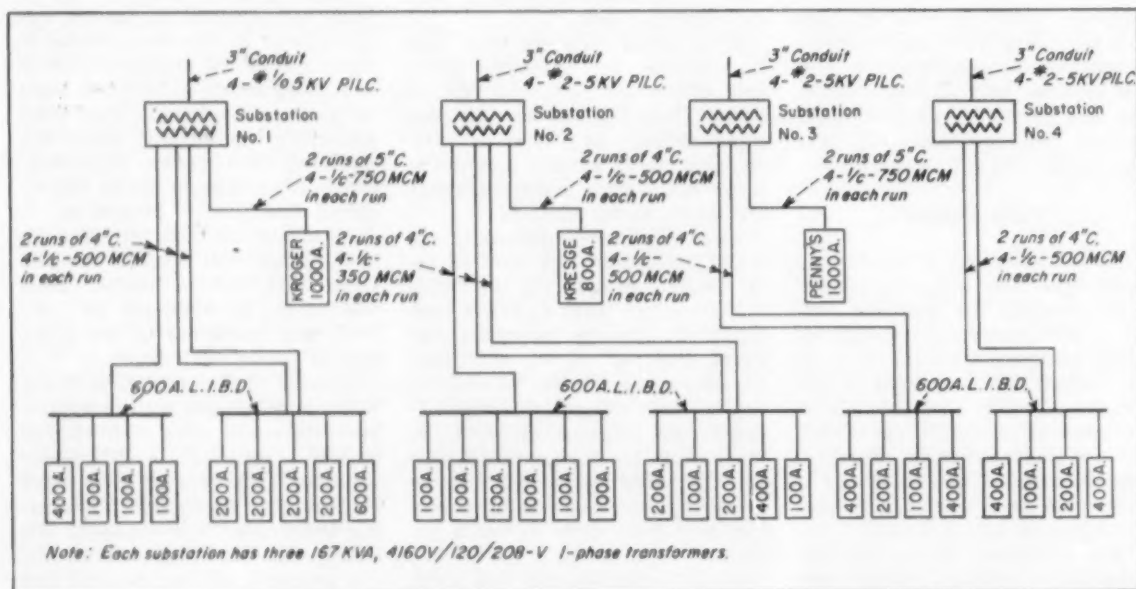 3" Conduit
4-#1/0 5 KV PILC.
3" Conduit
4-#2-5KV PILC.
3" Conduit
4-#2-5KV PILC.
3" Conduit
4-#2-5KV PILC.
Substation
No. 1
Substation
No. 2
Substation
No. 3
Substation
No. 4
2 runs of 5"C.
4-1/c-750 MCM
in each run
2 runs of 4"C.
4-1/c-500 MCM
in each run
2 runs of 5"C.
4-1/c-750 MCM
in each run
2 runs of 4"C.
4-1/c-500 MCM
in each run
KROGER
1000A.
2 runs of 4"C.
4-1/c-
350 MCM
in each run
KRESGE
800A.
2 runs of 4"C.
4-1/c-
500 MCM
in each run
PENNYS
1000A.
2 runs of 4"C.
4-1/c-500 MCM
in each run
600A.L.I.B.D.
600A.L.I.B.D.
600A.L.I.B.D.
400A.
100A.
100A.
100A.
200A.
200A.
200A.
200A.
600A.
100A.
100A.
100A.
100A.
100A.
100A.
200A.
100A.
200A.
400A.
100A.
400A.
200A.
100A.
400A.
400A.
100A.
200A.
400A.
Note: Each substation has three 167 KVA, 4160V/120/208-V 1-phase transformers.